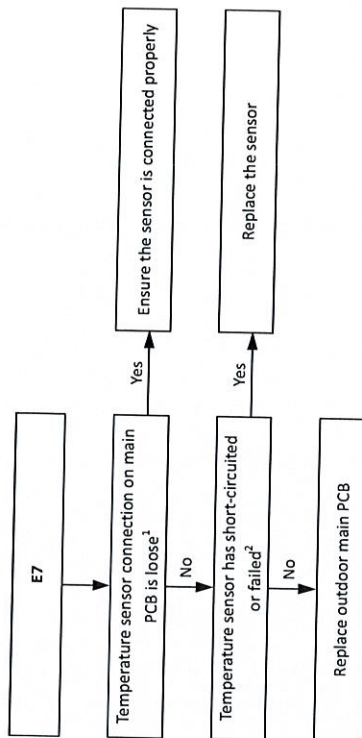 E7
Temperature sensor connection on main
PCB is loose¹
Yes
Ensure the sensor is connected properly
No
Temperature sensor has short-circuited
or failed²
Yes
Replace the sensor
No
Replace outdoor main PCB